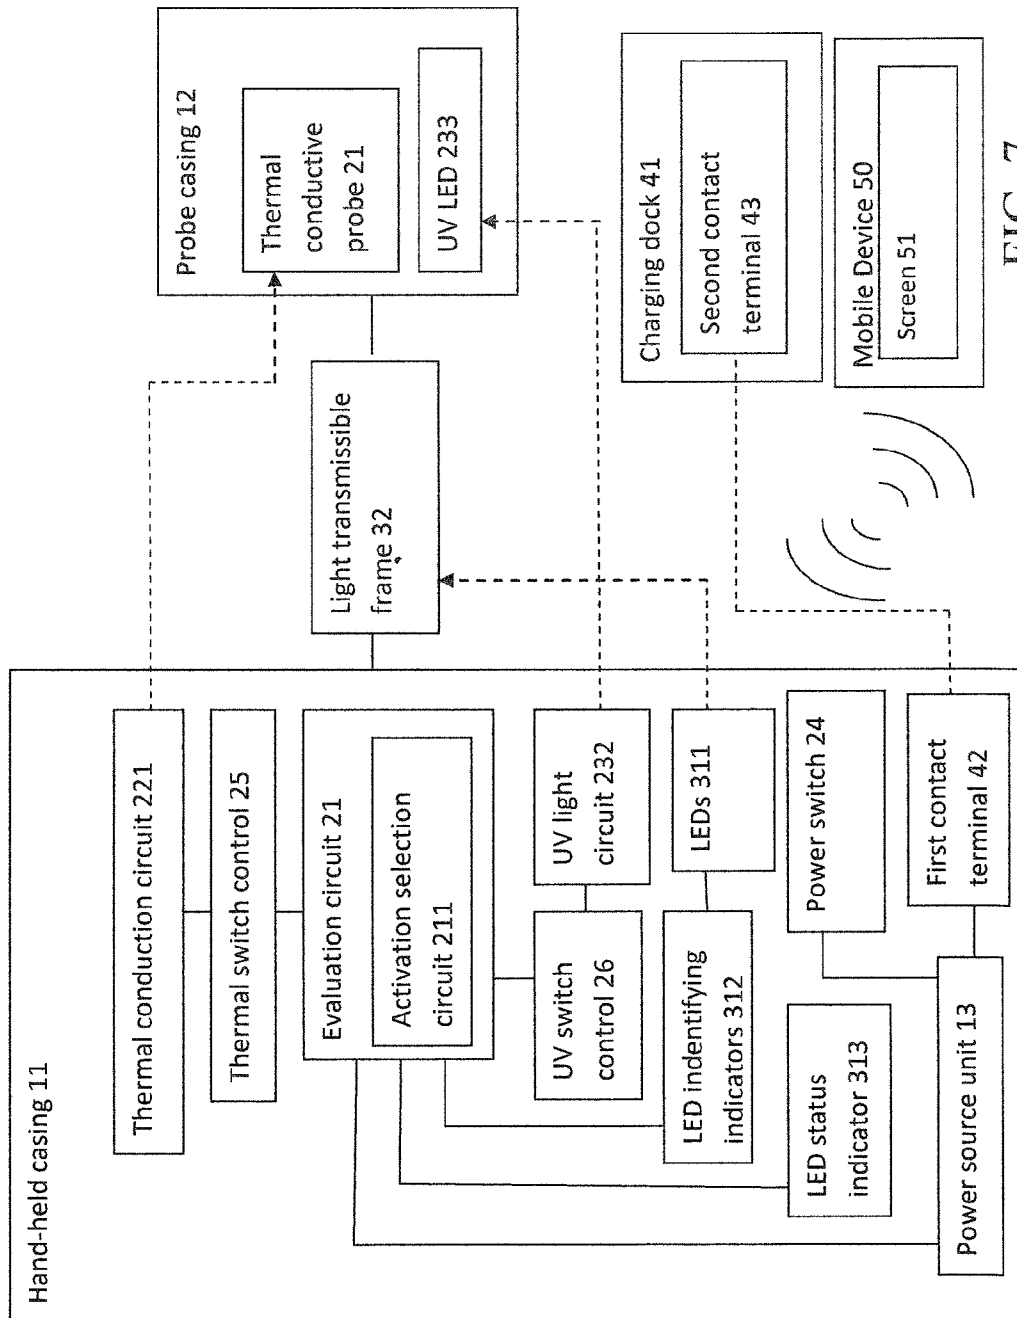 Hand-held casing 11
Thermal conduction circuit 221
Thermal switch control 25
Evaluation circuit 21
Activation selection
circuit 211
UV switch
control 26
UV light
circuit 232
LED indentifying
indicators 312
LEDs 311
LED status
indicator 313
Power switch 24
Power source unit 13
First contact
terminal 42
Light transmissible
frame 32
Probe casing 12
Thermal
conductive
probe 21
UV LED 233
Charging dock 41
Second contact
terminal 43
Mobile Device 50
Screen 51
FIG. 7